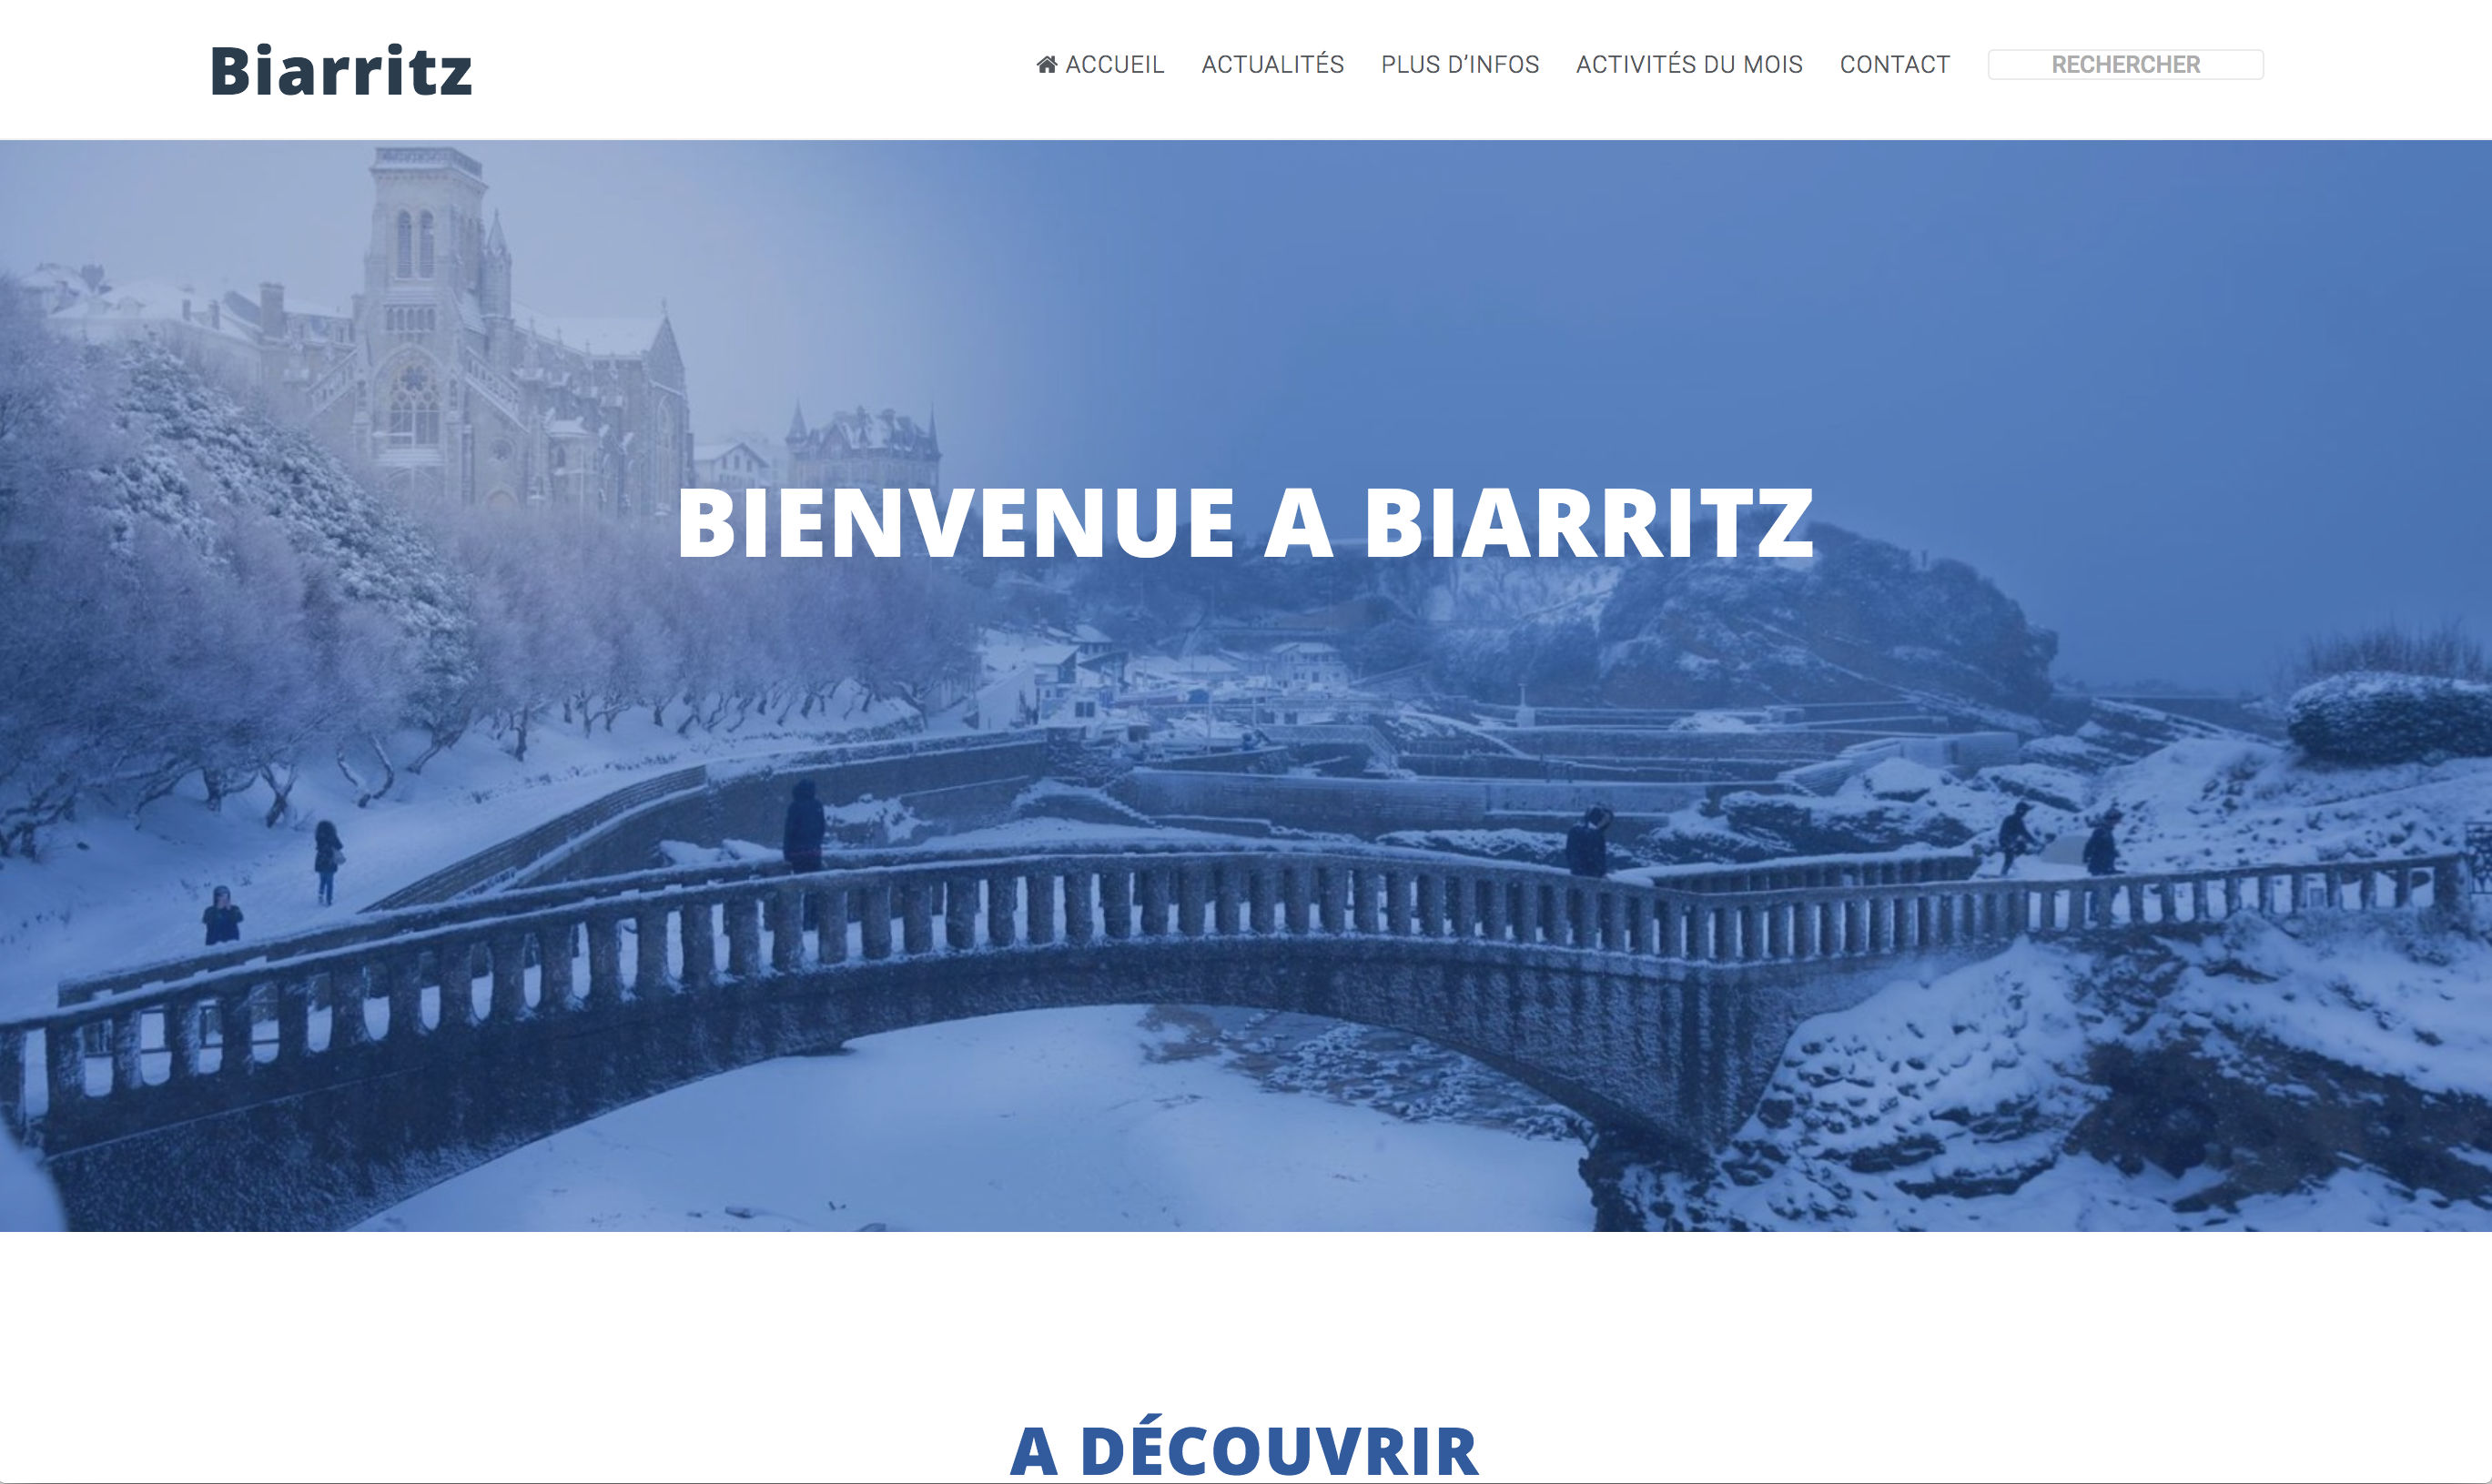 Biarritz
ACCUEIL ACTUALITÉS PLUS D’INFOS ACTIVITÉS DU MOIS CONTACT RECHERCHER
BIENVENUE A BIARRITZ
A DÉCOUVRIR